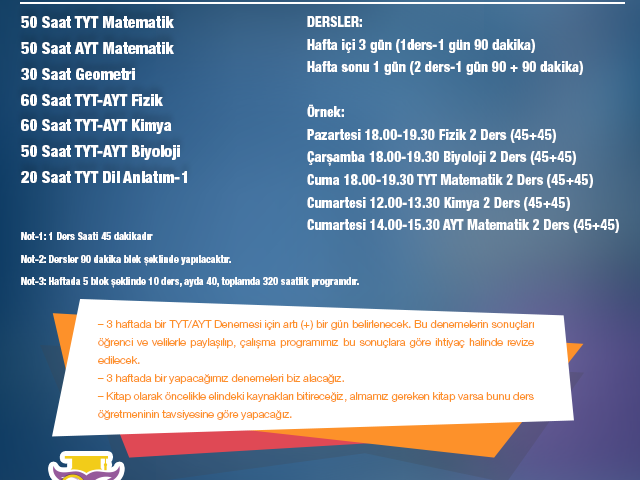 50 Saat TYT Matematik
50 Saat AYT Matematik
30 Saat Geometri
60 Saat TYT-AYT Fizik
60 Saat TYT-AYT Kimya
50 Saat TYT-AYT Biyoloji
20 Saat TYT Dil Anlatım-1
Not-1: 1 Ders Saati 45 dakikadır
Not-2: Dersler 90 dakika blok şeklinde yapılacaktır.
Not-3: Haftada 5 blok şeklinde 10 ders, ayda 40, toplamda 320 saatlik programdır.
DERSLER:
Hafta içi 3 gün (1ders-1 gün 90 dakika)
Hafta sonu 1 gün (2 ders-1 gün 90 + 90 dakika)
Örnek:
Pazartesi 18.00-19.30 Fizik 2 Ders (45+45)
Çarşamba 18.00-19.30 Biyoloji 2 Ders (45+45)
Cuma 18.00-19.30 TYT Matematik 2 Ders (45+45)
Cumartesi 12.00-13.30 Kimya 2 Ders (45+45)
Cumartesi 14.00-15.30 AYT Matematik 2 Ders (45+45)
– 3 haftada bir TYT/AYT Denemesi için artı (+) bir gün belirlenecek. Bu denemelerin sonuçları
öğrenci ve velilerle paylaşılıp, çalışma programımız bu sonuçlara göre ihtiyaç halinde revize
edilecek.
– 3 haftada bir yapacağımız denemeleri biz alacağız.
– Kitap olarak öncelikle elindeki kaynakları bitireceğiz, almamız gereken kitap varsa bunu ders
öğretmeninin tavsiyesine göre yapacağız.